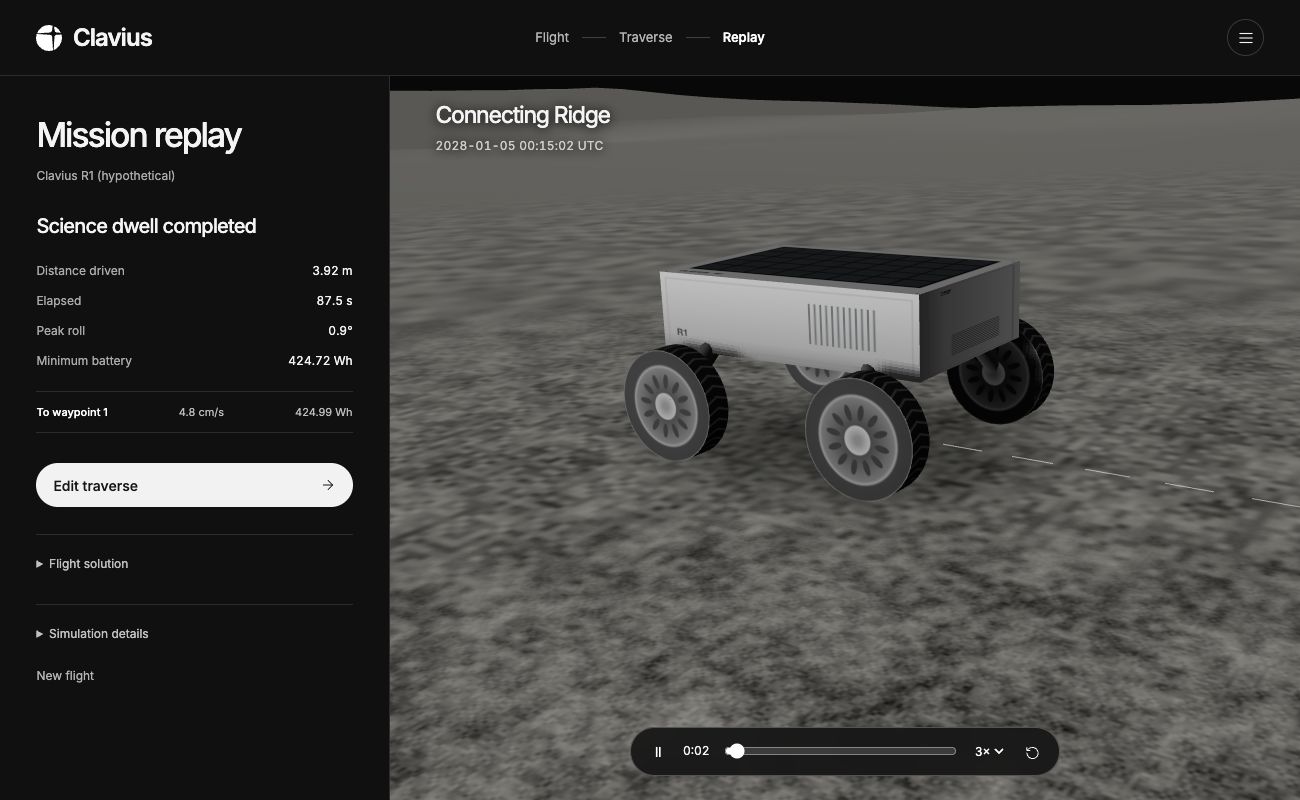 Clavius
Flight
Traverse
Replay
Mission replay
Clavius R1 (hypothetical)
Science dwell completed
Distance driven 3.92 m
Elapsed 87.5 s
Peak roll 0.9°
Minimum battery 424.72 Wh
To waypoint 1 4.8 cm/s 424.99 Wh
Edit traverse
Flight solution
Simulation details
New flight
Connecting Ridge
2028-01-05 00:15:02 UTC
R1
0:02
3×